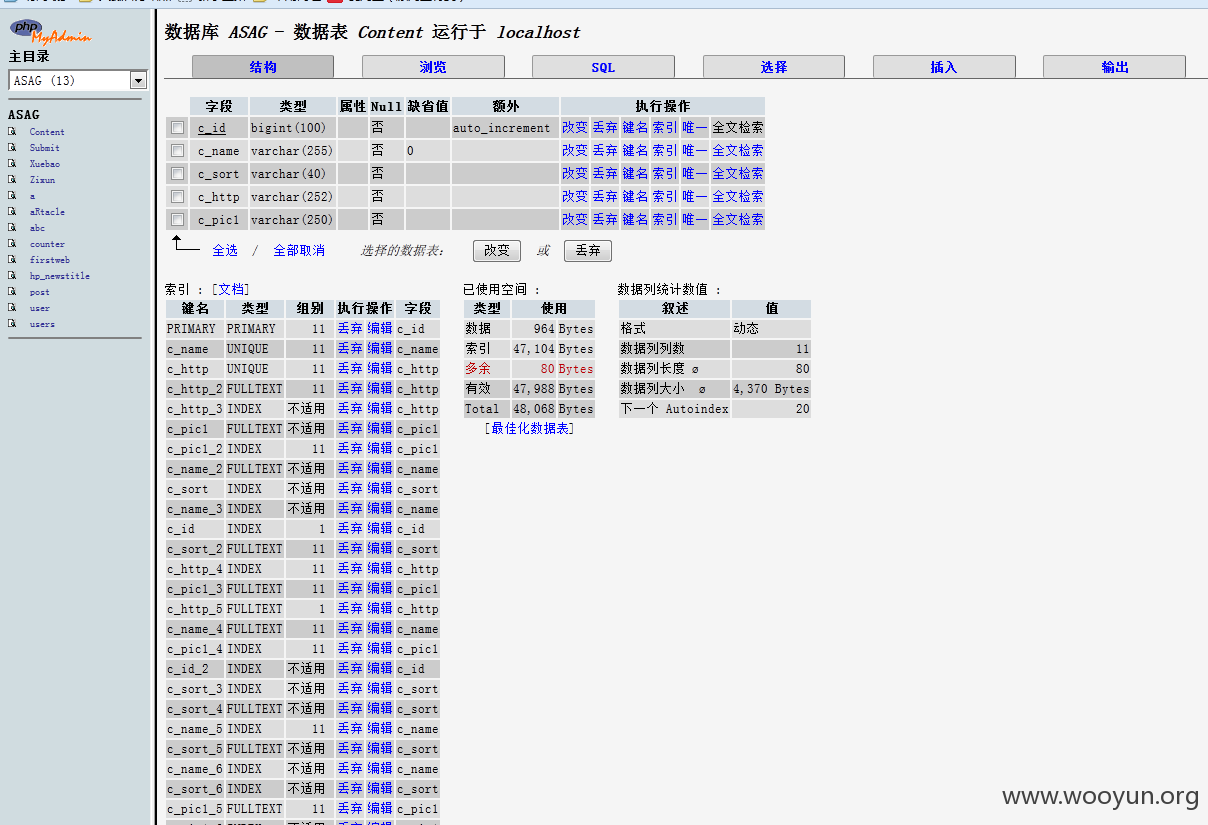 php
MyAdmin
主目录
ASAG (13)
ASAG
Content
Submit
Xuebao
Zixun
a
aRtacle
abc
counter
firstweb
hp_newstitle
post
user
users
数据库 ASAG - 数据表 Content 运行于 localhost
结构 浏览 SQL 选择 插入 输出
字段 类型 属性 Null 缺省值 额外 执行操作
c_id bigint(100) 否 auto_increment 改变 丢弃 键名 索引 唯一 全文检索
c_name varchar(255) 否 0 改变 丢弃 键名 索引 唯一 全文检索
c_sort varchar(40) 否 改变 丢弃 键名 索引 唯一 全文检索
c_http varchar(252) 否 改变 丢弃 键名 索引 唯一 全文检索
c_pic1 varchar(250) 否 改变 丢弃 键名 索引 唯一 全文检索
全选 / 全部取消 选择的数据表: 改变 或 丢弃
索引 : [文档]
键名 类型 组别 执行操作 字段
PRIMARY PRIMARY 11 丢弃 编辑 c_id
c_name UNIQUE 11 丢弃 编辑 c_name
c_http UNIQUE 11 丢弃 编辑 c_http
c_http_2 FULLTEXT 11 丢弃 编辑 c_http
c_http_3 INDEX 不适用 丢弃 编辑 c_http
c_pic1 FULLTEXT 不适用 丢弃 编辑 c_pic1
c_pic1_2 INDEX 11 丢弃 编辑 c_pic1
c_name_2 FULLTEXT 不适用 丢弃 编辑 c_name
c_sort INDEX 不适用 丢弃 编辑 c_sort
c_name_3 INDEX 不适用 丢弃 编辑 c_name
c_id INDEX 1 丢弃 编辑 c_id
c_sort_2 FULLTEXT 11 丢弃 编辑 c_sort
c_http_4 INDEX 11 丢弃 编辑 c_http
c_pic1_3 FULLTEXT 11 丢弃 编辑 c_pic1
c_http_5 FULLTEXT 1 丢弃 编辑 c_http
c_name_4 FULLTEXT 11 丢弃 编辑 c_name
c_pic1_4 INDEX 11 丢弃 编辑 c_pic1
c_id_2 INDEX 不适用 丢弃 编辑 c_id
c_sort_3 INDEX 不适用 丢弃 编辑 c_sort
c_sort_4 FULLTEXT 不适用 丢弃 编辑 c_sort
c_name_5 INDEX 11 丢弃 编辑 c_name
c_sort_5 FULLTEXT 不适用 丢弃 编辑 c_sort
c_name_6 INDEX 不适用 丢弃 编辑 c_name
c_sort_6 INDEX 不适用 丢弃 编辑 c_sort
c_pic1_5 FULLTEXT 11 丢弃 编辑 c_pic1
已使用空间 :
类型 使用
数据 964 Bytes
索引 47,104 Bytes
多余 80 Bytes
有效 47,988 Bytes
Total 48,068 Bytes
[最佳化数据表]
数据列统计数值 :
叙述 值
格式 动态
数据列列数 11
数据列长度 ø 80
数据列大小 ø 4,370 Bytes
下一个 Autoindex 20
www.wooyun.org